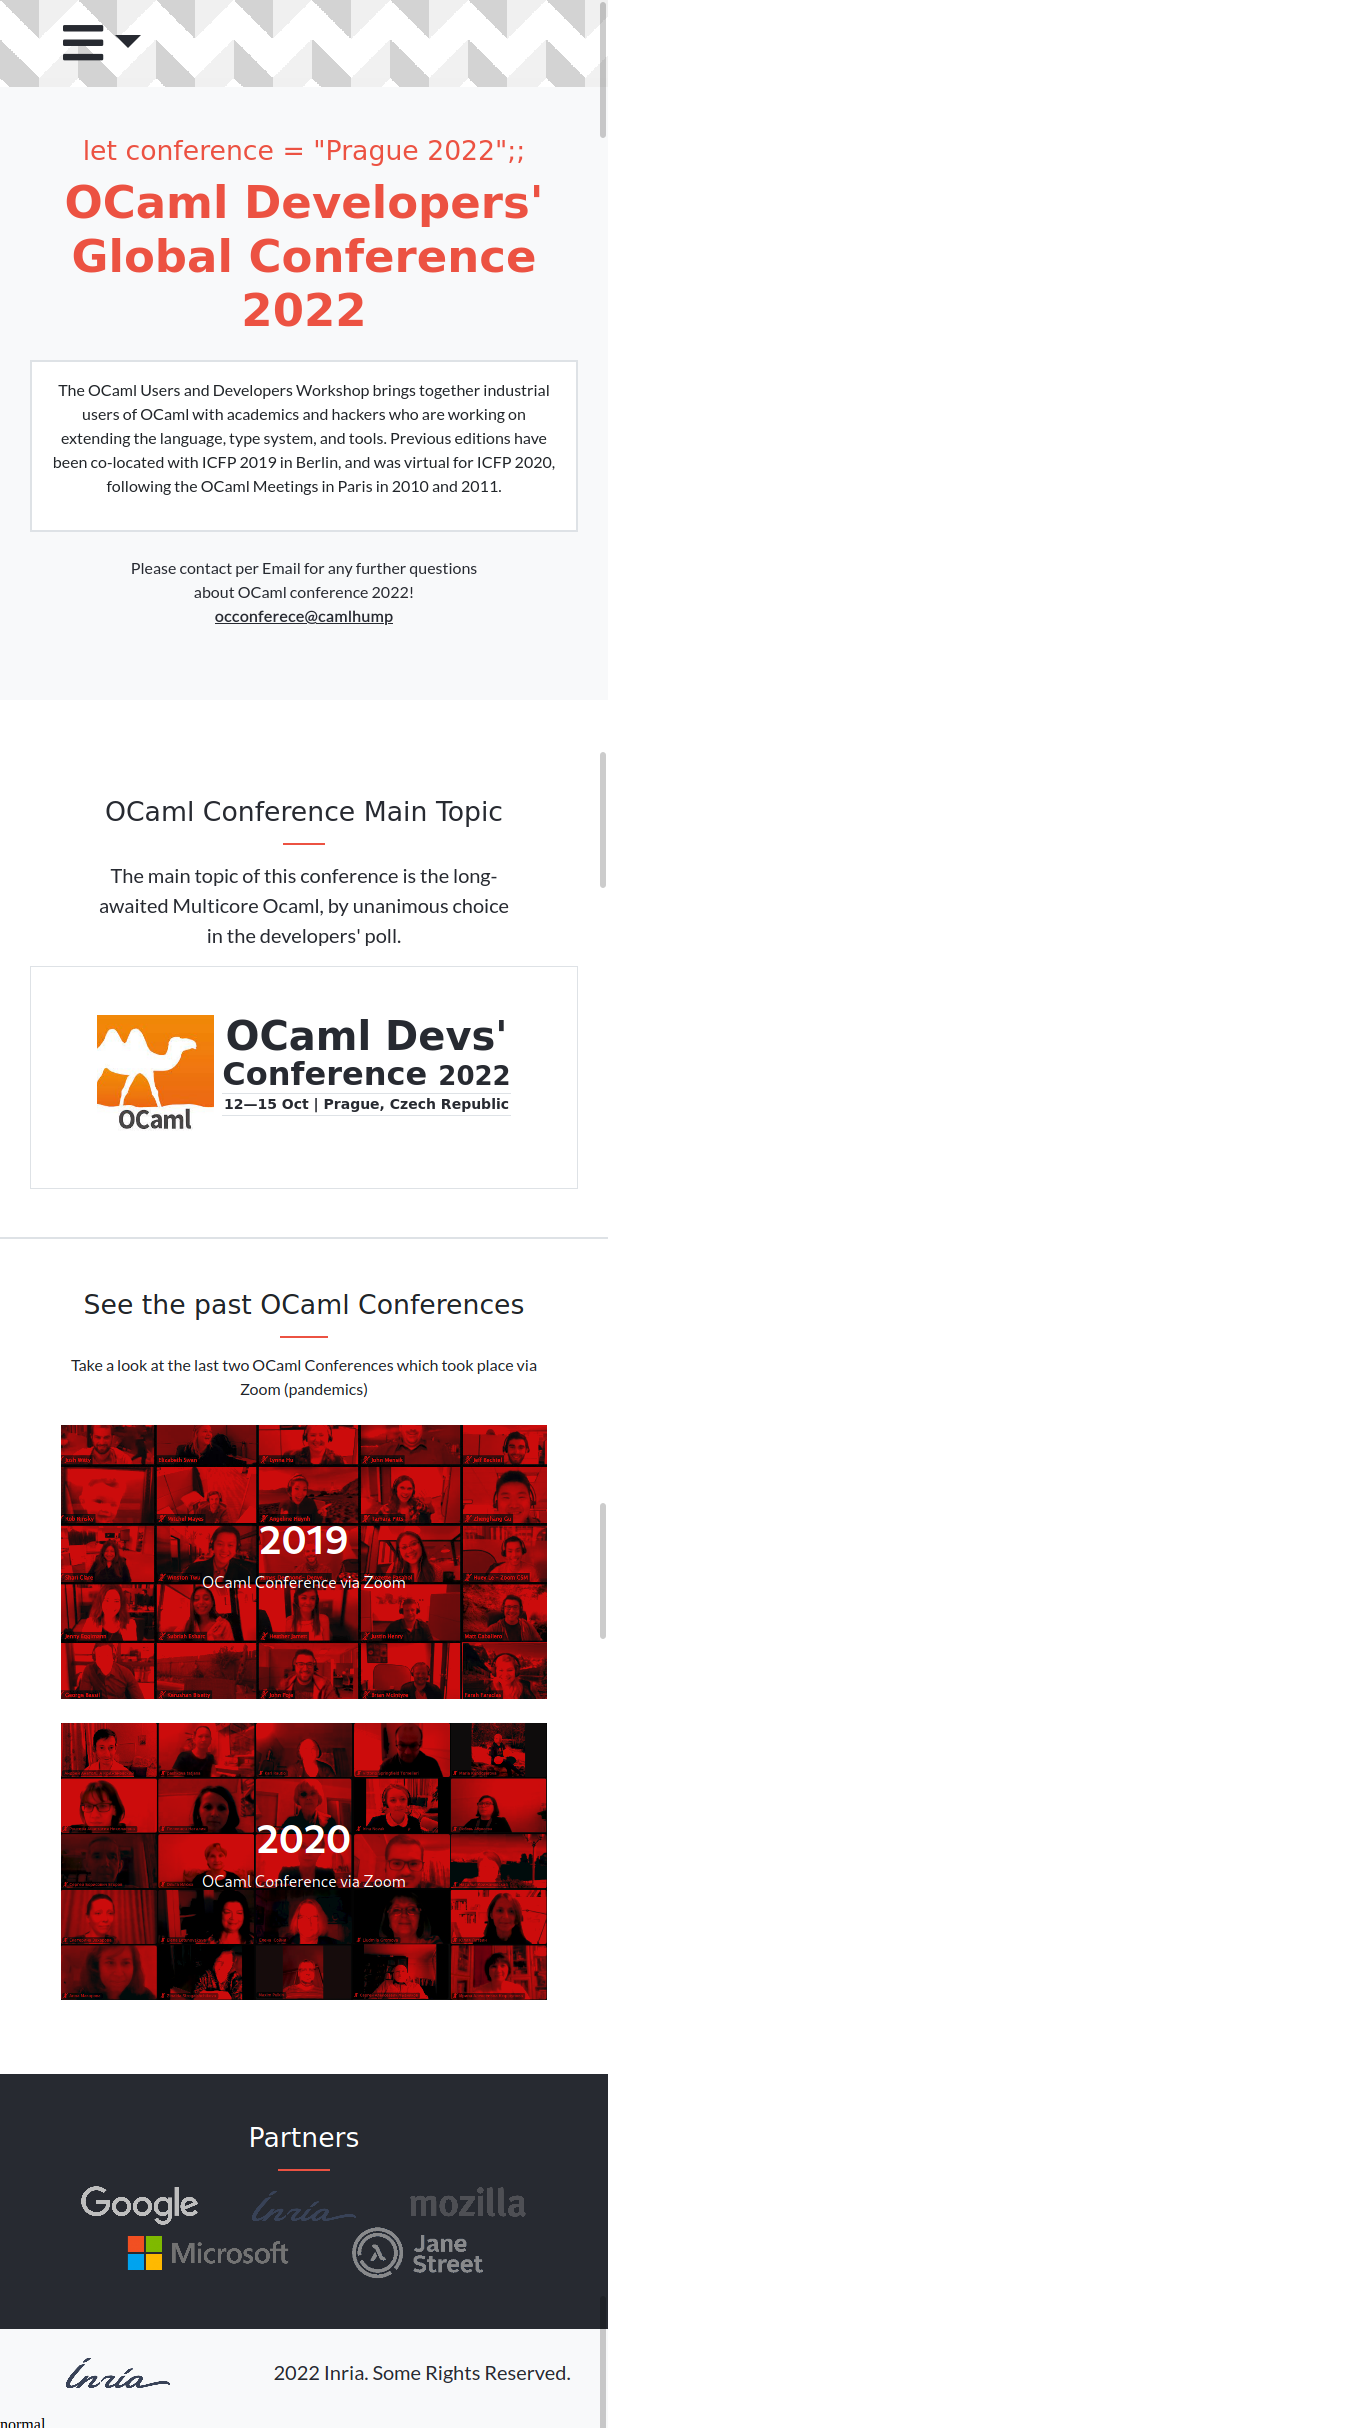 let conference = "Prague 2022";;
OCaml Developers'
Global Conference
2022
The OCaml Users and Developers Workshop brings together industrial
users of OCaml with academics and hackers who are working on
extending the language, type system, and tools. Previous editions have
been co-located with ICFP 2019 in Berlin, and was virtual for ICFP 2020,
following the OCaml Meetings in Paris in 2010 and 2011.
Please contact per Email for any further questions
about OCaml conference 2022!
occonferece@camlhump
OCaml Conference Main Topic
The main topic of this conference is the long-
awaited Multicore Ocaml, by unanimous choice
in the developers' poll.
OCaml
OCaml Devs'
Conference 2022
12—15 Oct | Prague, Czech Republic
See the past OCaml Conferences
Take a look at the last two OCaml Conferences which took place via
Zoom (pandemics)
2019
OCaml Conference via Zoom
2020
OCaml Conference via Zoom
Partners
Google
Inria
mozilla
Microsoft
Jane
Street
Inria
2022 Inria. Some Rights Reserved.
normal